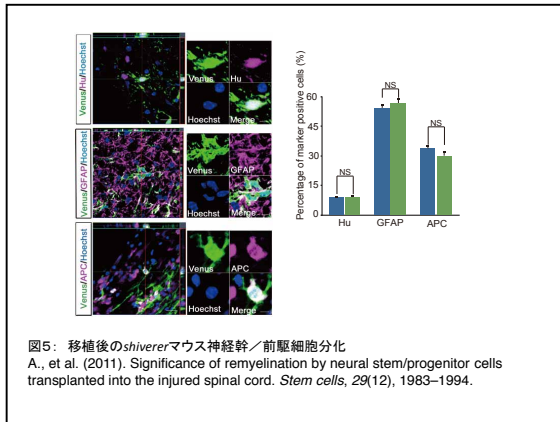 Venus/Hu/Hoechst
Venus
Hu
Hoechst
Merge
Venus/GFAP/Hoechst
Venus
GFAP
Hoechst
Merge
Venus/APC/Hoechst
Venus
APC
Hoechst
Merge
Percentage of marker positive cells (%)
60
45
30
15
0
NS
NS
NS
Hu
GFAP
APC
図5: 移植後のshivererマウス神経幹／前駆細胞分化
A., et al. (2011). Significance of remyelination by neural stem/progenitor cells
transplanted into the injured spinal cord. Stem cells, 29(12), 1983–1994.